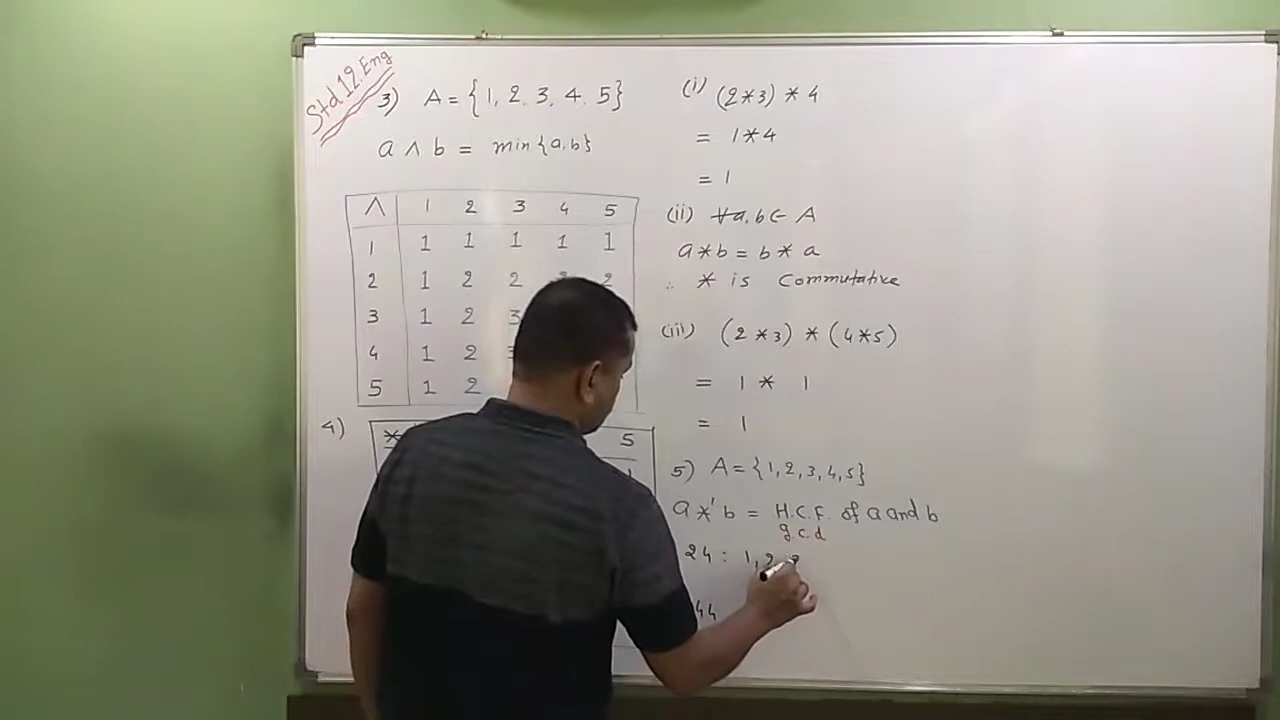 Std 12. Eng
3) A = {1, 2, 3, 4, 5}
a ∧ b = min{a,b}
∧ 1 2 3 4 5
1 1 1 1 1 1
2 1 2 2 2
3 1 2 3
4 1 2
5 1 2
4)
* 5
1
(i) (2*3) * 4
= 1*4
= 1
(ii) ∀a,b ∈ A
a*b = b*a
∴ * is Commutative
(iii) (2*3) * (4*5)
= 1 * 1
= 1
5) A = {1,2,3,4,5}
a *' b = H.C.F. of a and b
g.c.d
24 : 1, 2,
44